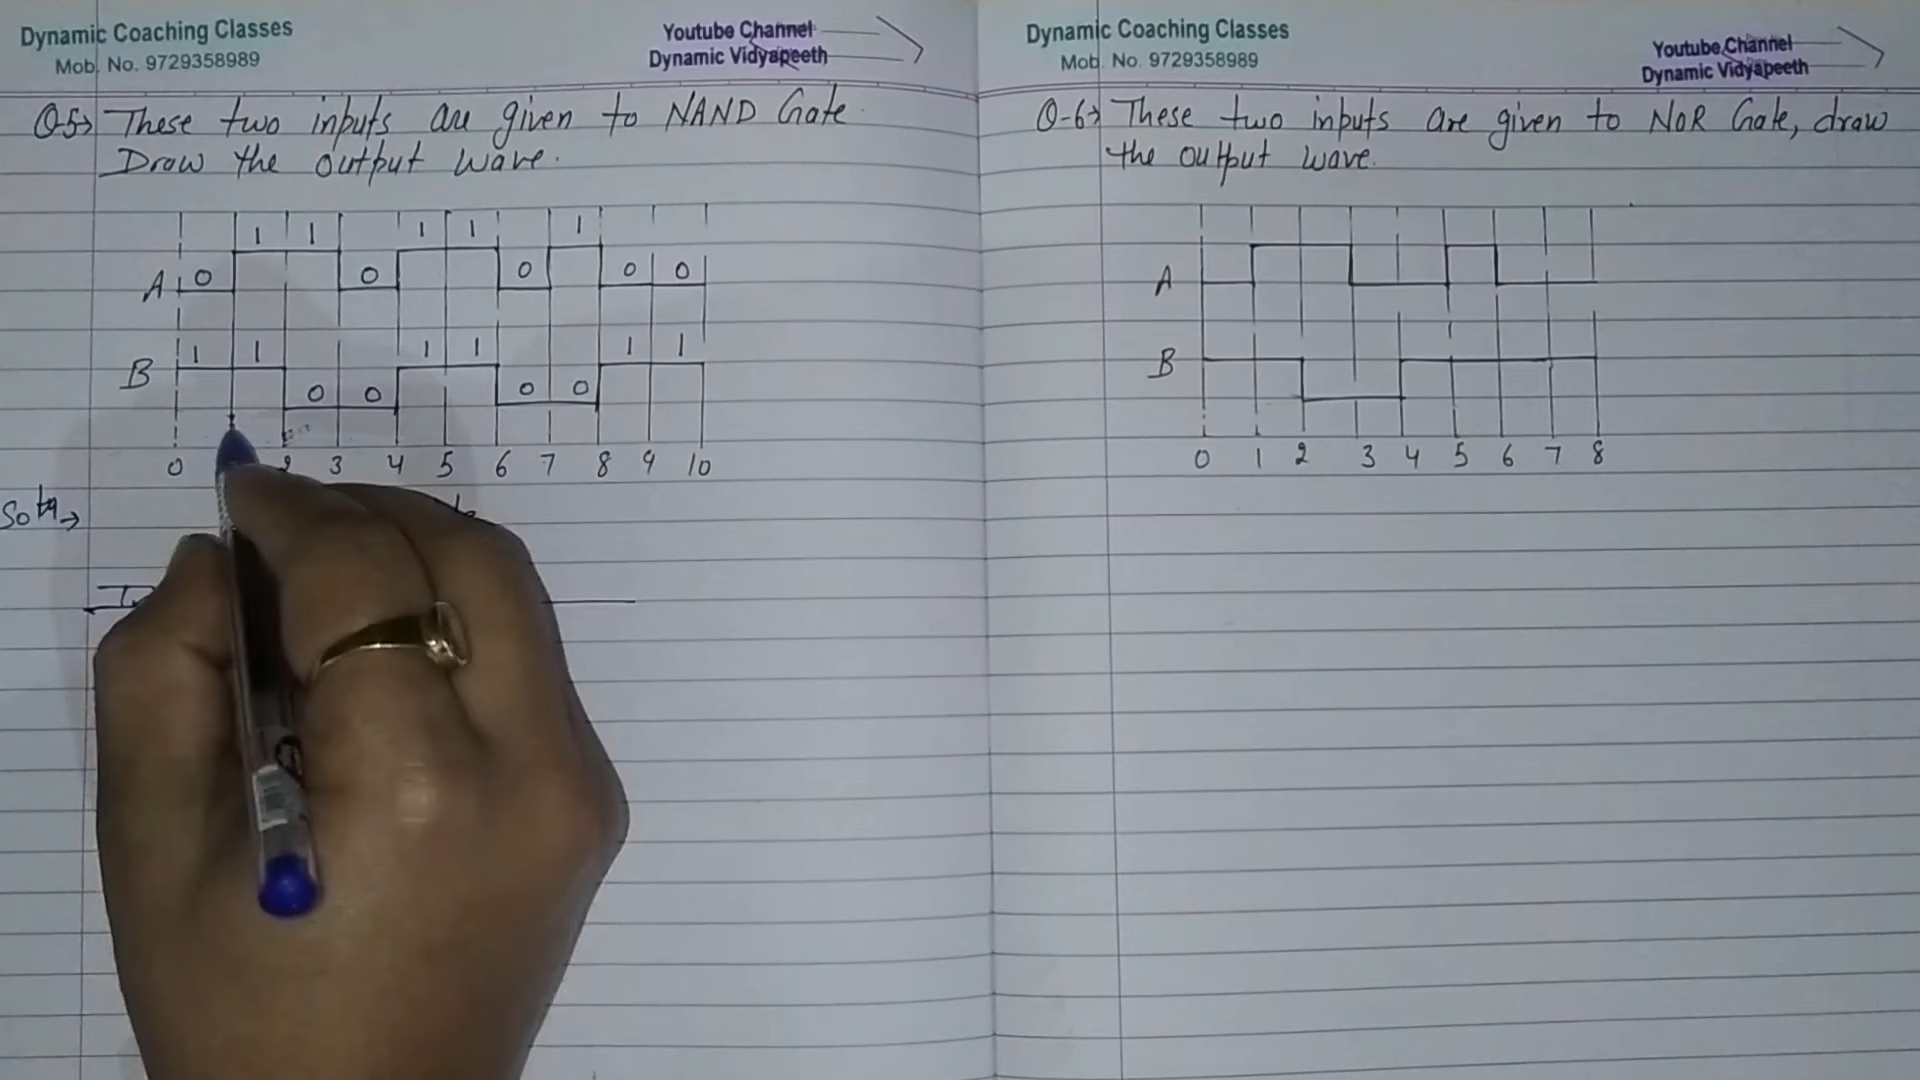 Dynamic Coaching Classes
Mob. No. 9729358989
Youtube Channel
Dynamic Vidyapeeth
Q-5→ These two inputs are given to NAND Gate.
Draw the output wave.
1 1 1 1 1
A 0 0 0 0 0
B 1 1 1 1 1 1
0 0 0 0
0 2 3 4 5 6 7 8 9 10
Soln→
Dynamic Coaching Classes
Mob. No. 9729358989
Youtube Channel
Dynamic Vidyapeeth
Q-6→ These two inputs are given to NOR Gate, draw
the output wave.
A
B
0 1 2 3 4 5 6 7 8